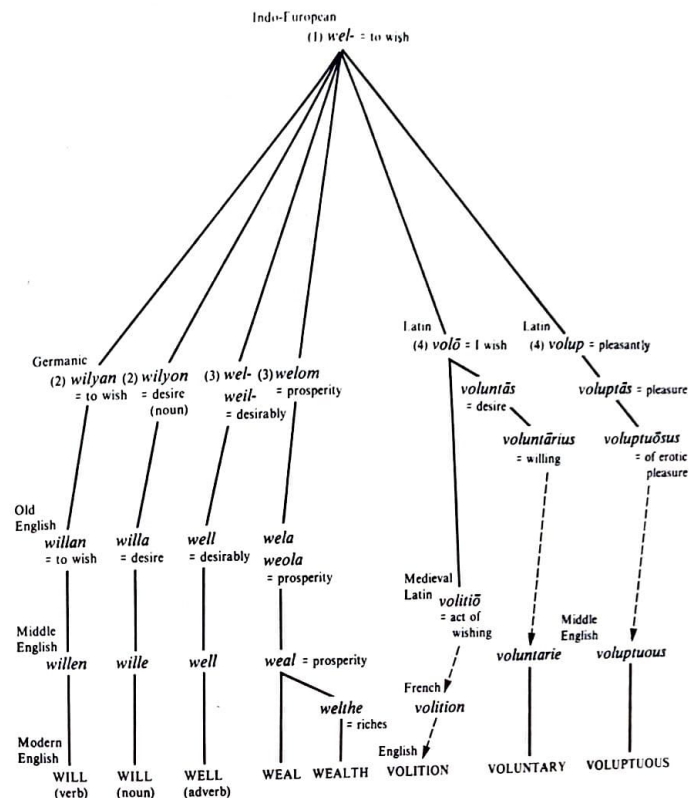 Indo-European
(1) wel- = to wish
Latin
(4) volō = I wish
Latin
(4) volup = pleasantly
Germanic
(2) wilyan
= to wish
(2) wilyon
= desire
(noun)
(3) wel-
weil-
= desirably
(3) welom
= prosperity
voluntās
= desire
voluptās = pleasure
voluntārius
= willing
voluptuōsus
= of erotic
pleasure
Old
English
willan
= to wish
willa
= desire
well
= desirably
wela
weola
= prosperity
Medieval
Latin
volitiō
= act of
wishing
Middle
English
willen
wille
well
weal = prosperity
voluntarie
Middle
English
voluptuous
welthe
= riches
French
volition
Modern
English
WILL
(verb)
WILL
(noun)
WELL
(adverb)
WEAL
WEALTH
English
VOLITION
VOLUNTARY
VOLUPTUOUS